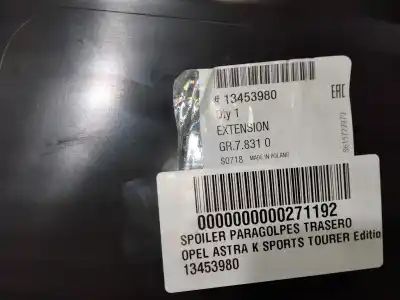 # 13453980
Qty 1
EXTENSION
GR.7.831 0
S0718 MADE IN POLAND
EAC
0000000000271192
SPOILER PARAGOLPES TRASERO
OPEL ASTRA K SPORTS TOURER Editio
13453980